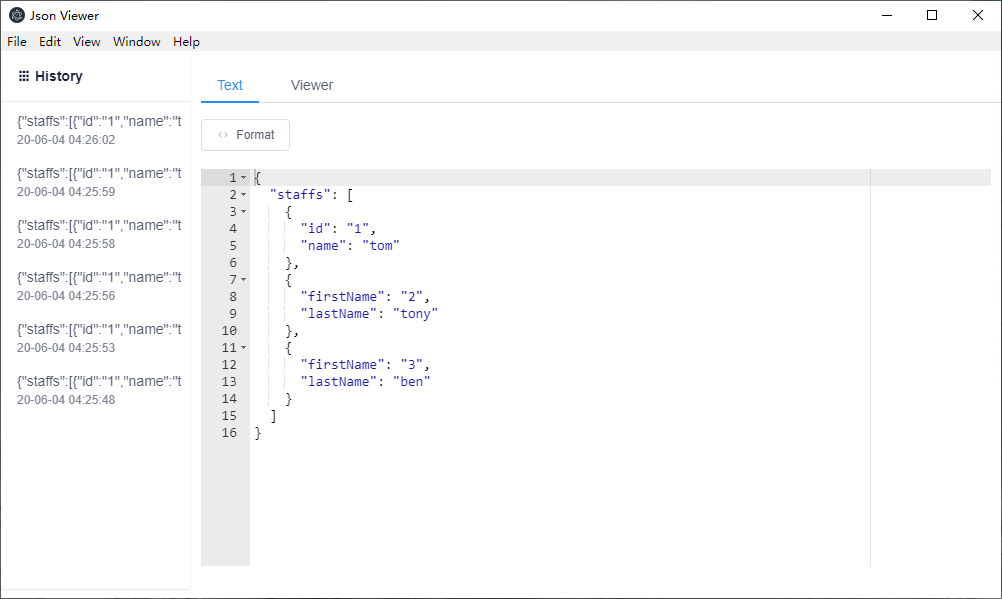 Json Viewer
File Edit View Window Help
History
{"staffs":[{"id":"1","name":"t
20-06-04 04:26:02
{"staffs":[{"id":"1","name":"t
20-06-04 04:25:59
{"staffs":[{"id":"1","name":"t
20-06-04 04:25:58
{"staffs":[{"id":"1","name":"t
20-06-04 04:25:56
{"staffs":[{"id":"1","name":"t
20-06-04 04:25:53
{"staffs":[{"id":"1","name":"t
20-06-04 04:25:48
Text Viewer
<> Format
1 {
2   "staffs": [
3     {
4       "id": "1",
5       "name": "tom"
6     },
7     {
8       "firstName": "2",
9       "lastName": "tony"
10     },
11     {
12       "firstName": "3",
13       "lastName": "ben"
14     }
15   ]
16 }